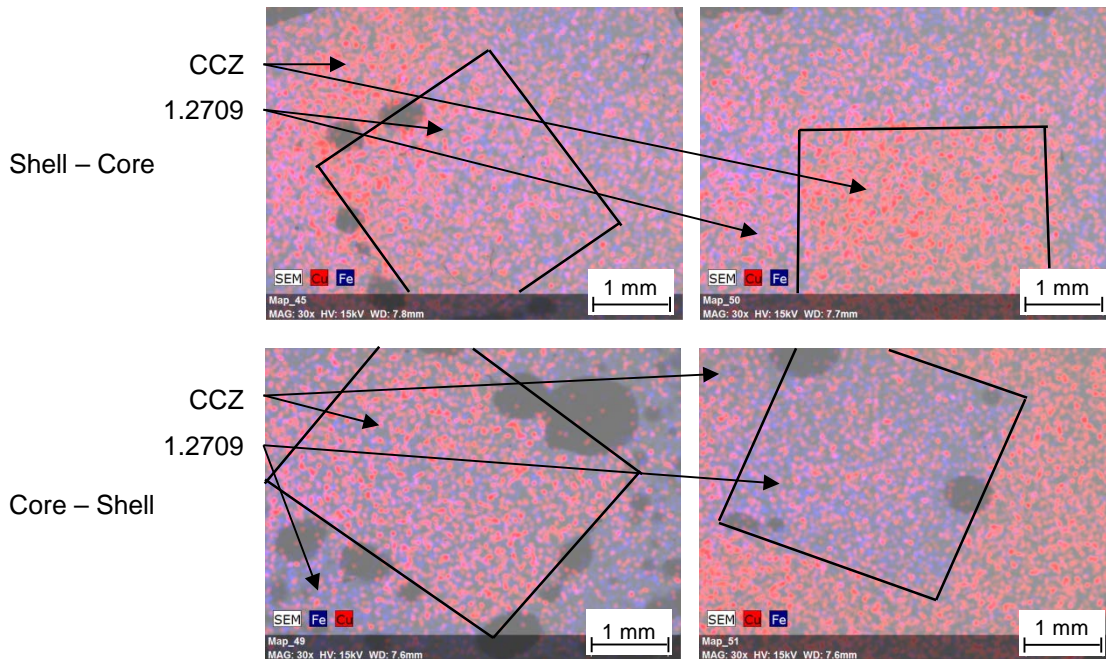 CCZ
1.2709
Shell – Core
SEM Cu Fe
Map_45
MAG: 30x HV: 15kV WD: 7.8mm
1 mm
SEM Cu Fe
Map_50
MAG: 30x HV: 15kV WD: 7.7mm
1 mm
CCZ
1.2709
Core – Shell
SEM Fe Cu
Map_49
MAG: 30x HV: 15kV WD: 7.6mm
1 mm
SEM Fe Cu
Map_51
MAG: 30x HV: 15kV WD: 7.6mm
1 mm